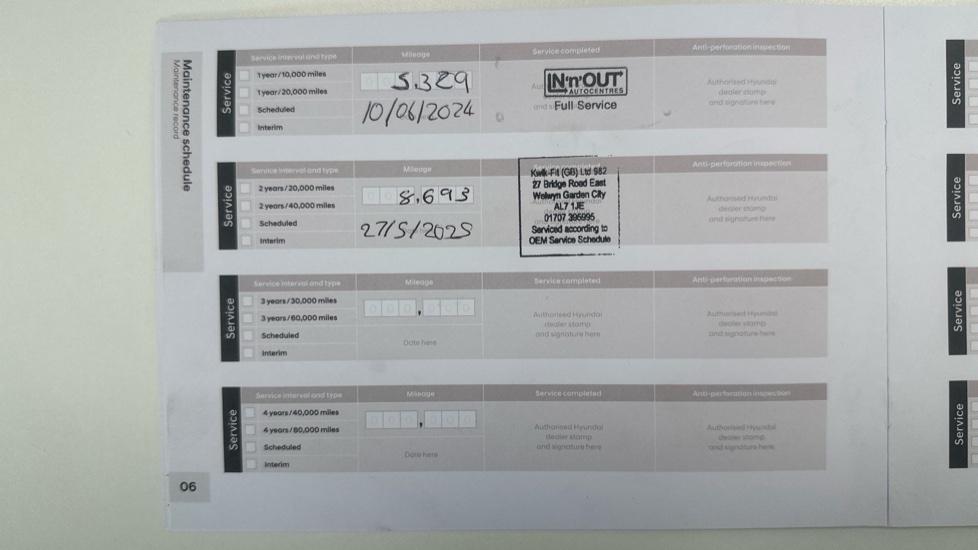 Maintenance schedule
Maintenance record
Service
Service interval and type
Mileage
Service completed
Anti-perforation inspection
1 year/10,000 miles
1 year/20,000 miles
Scheduled
Interim
5,329
10/06/2024
IN'n'OUT
AUTOCENTRES
Full Service
Authorised Hyundai
dealer stamp
and signature here
Service
Service interval and type
Mileage
Anti-perforation inspection
2 years/20,000 miles
2 years/40,000 miles
Scheduled
Interim
8,693
27/5/2025
Kwik-Fit (GB) Ltd 982
27 Bridge Road East
Welwyn Garden City
AL7 1JE
01707 395995
Serviced according to
OEM Service Schedule
Authorised Hyundai
dealer stamp
and signature here
Service
Service interval and type
Mileage
Service completed
Anti-perforation inspection
3 years/30,000 miles
3 years/60,000 miles
Scheduled
Interim
000,000
Date here
Authorised Hyundai
dealer stamp
and signature here
Authorised Hyundai
dealer stamp
and signature here
Service
Service interval and type
Mileage
Service completed
Anti-perforation inspection
4 years/40,000 miles
4 years/80,000 miles
Scheduled
Interim
000,000
Date here
Authorised Hyundai
dealer stamp
and signature here
Authorised Hyundai
dealer stamp
and signature here
06
Service
Service
Service
Service